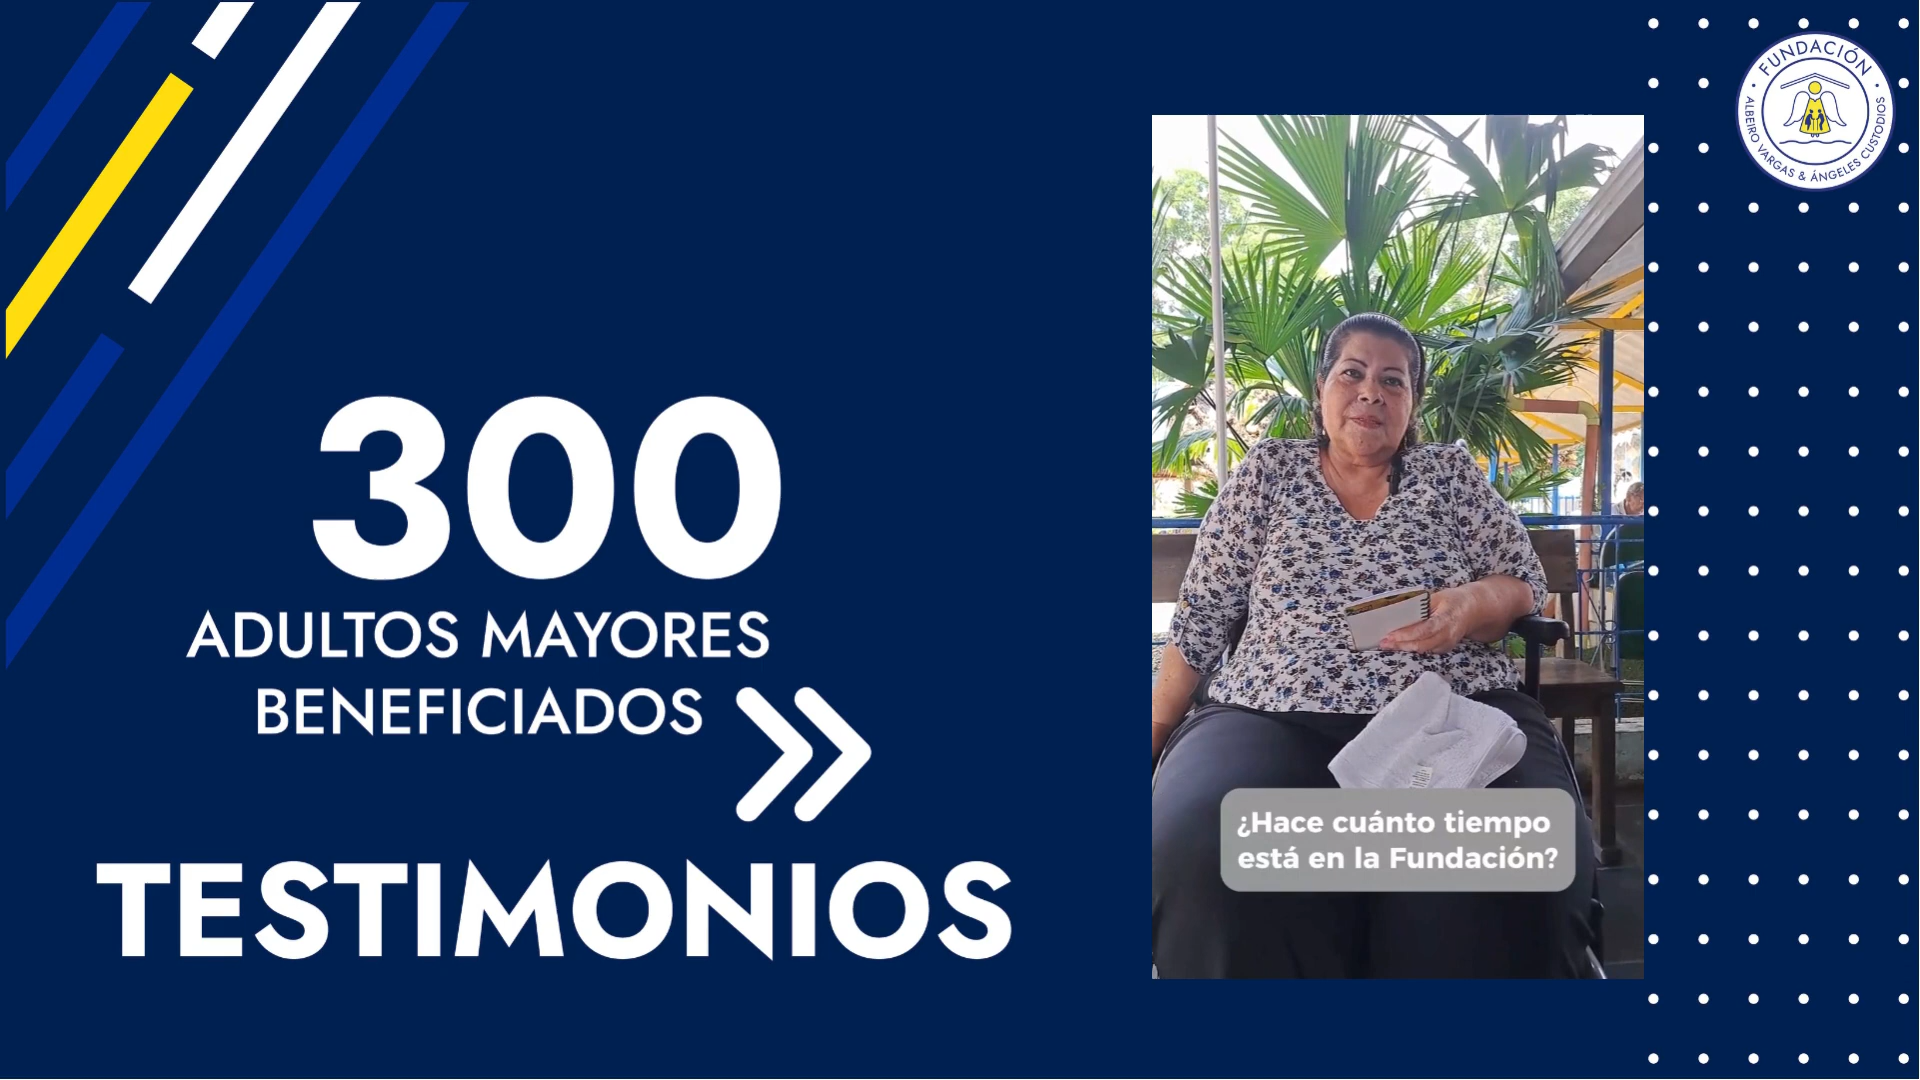 300
ADULTOS MAYORES
BENEFICIADOS
TESTIMONIOS
¿Hace cuánto tiempo
está en la Fundación?
FUNDACIÓN
ALBEIRO VARGAS & ÁNGELES CUSTODIOS